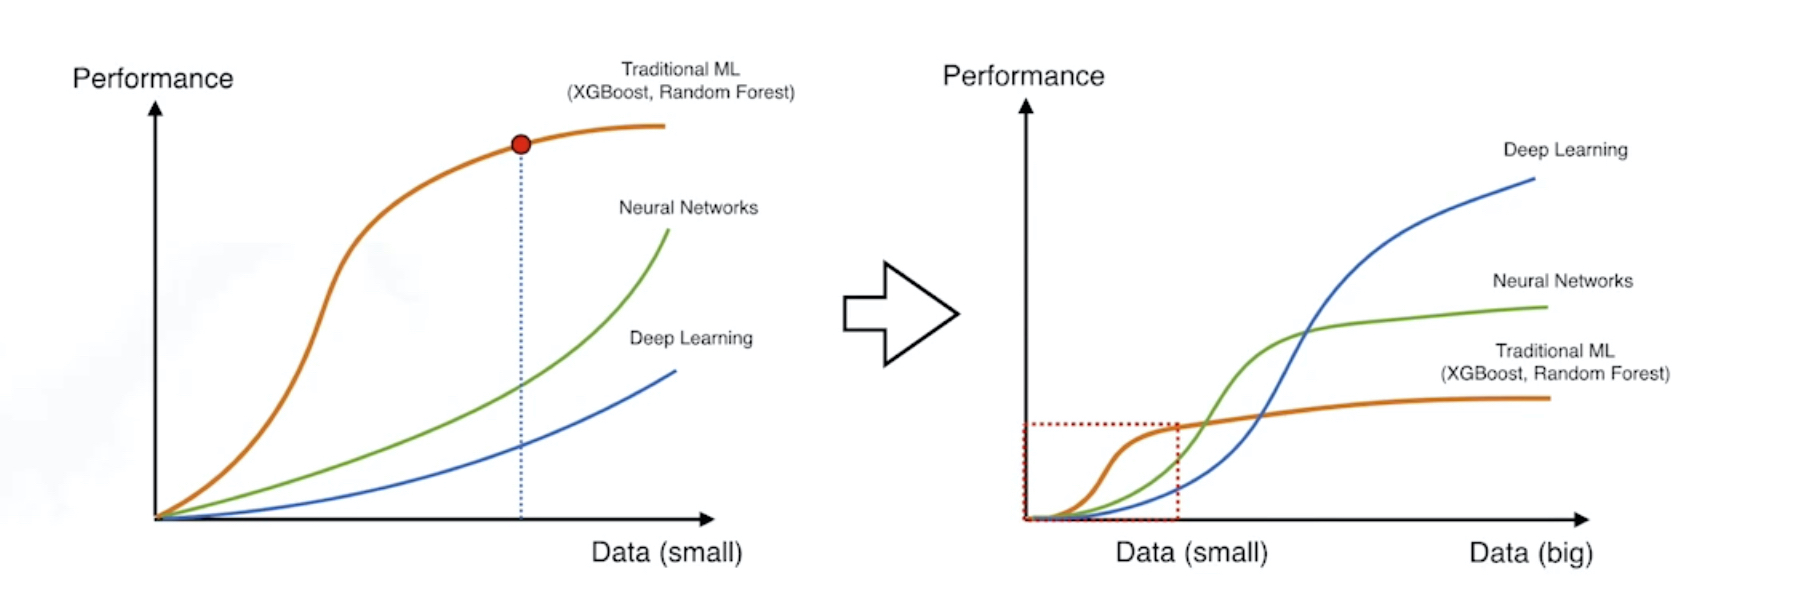 Performance
Traditional ML
(XGBoost, Random Forest)
Neural Networks
Deep Learning
Data (small)
Performance
Deep Learning
Neural Networks
Traditional ML
(XGBoost, Random Forest)
Data (small)
Data (big)